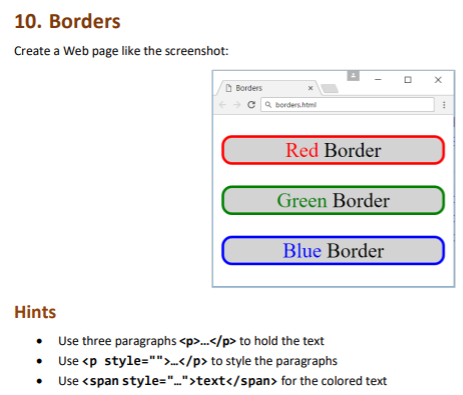 10. Borders
Create a Web page like the screenshot:
Borders
borders.html
Red Border
Green Border
Blue Border
Hints
• Use three paragraphs <p>…</p> to hold the text
• Use <p style="">…</p> to style the paragraphs
• Use <span style="…">text</span> for the colored text